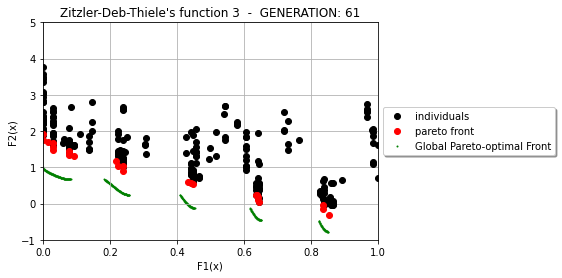 Zitzler-Deb-Thiele's function 3 - GENERATION: 61
5
4
3
2
1
0
−1
F2(x)
0.0 0.2 0.4 0.6 0.8 1.0
F1(x)
individuals
pareto front
Global Pareto-optimal Front